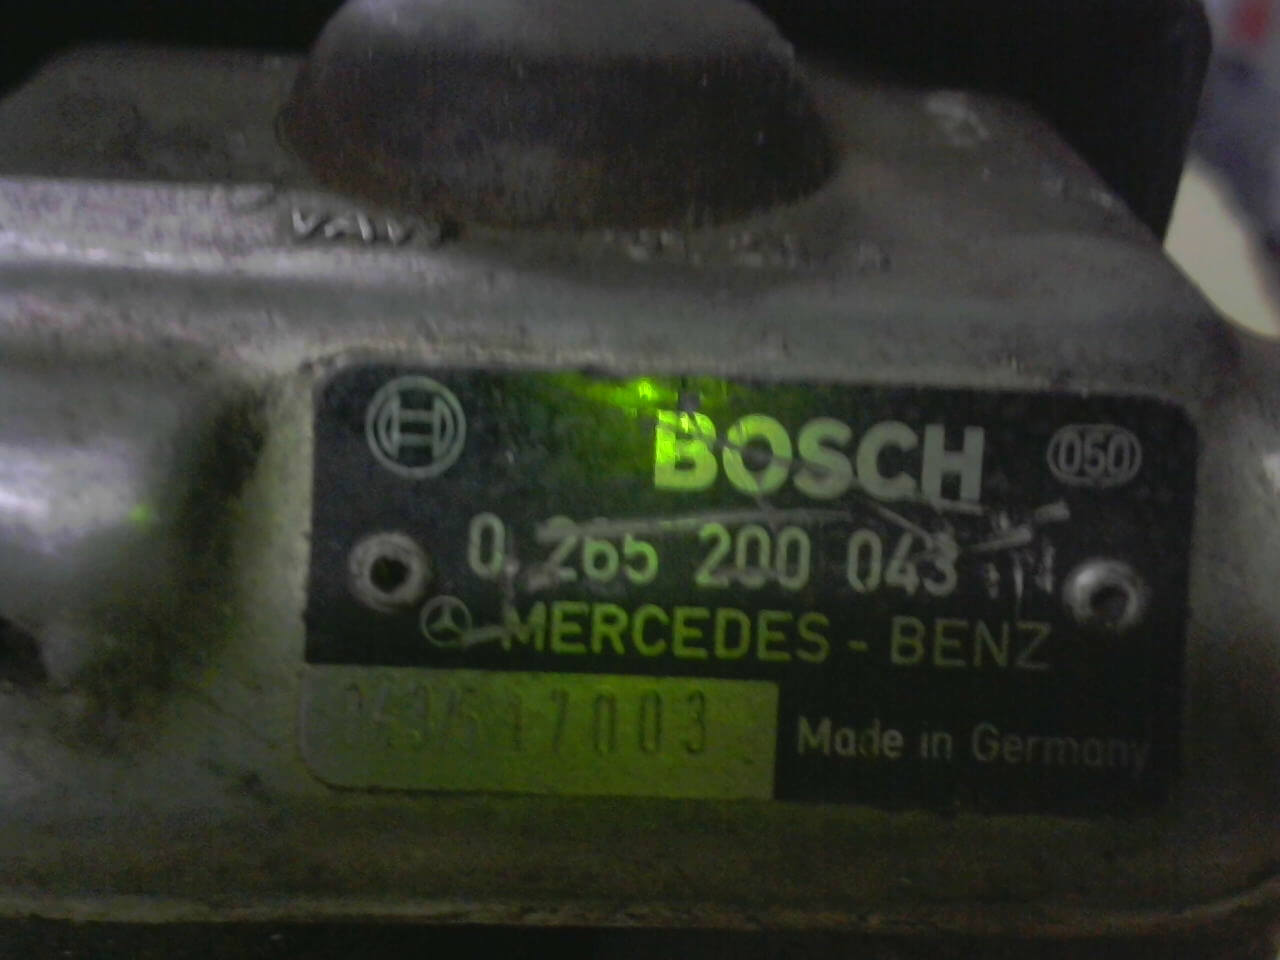 BOSCH 050
0 265 200 043
MERCEDES - BENZ
Made in Germany